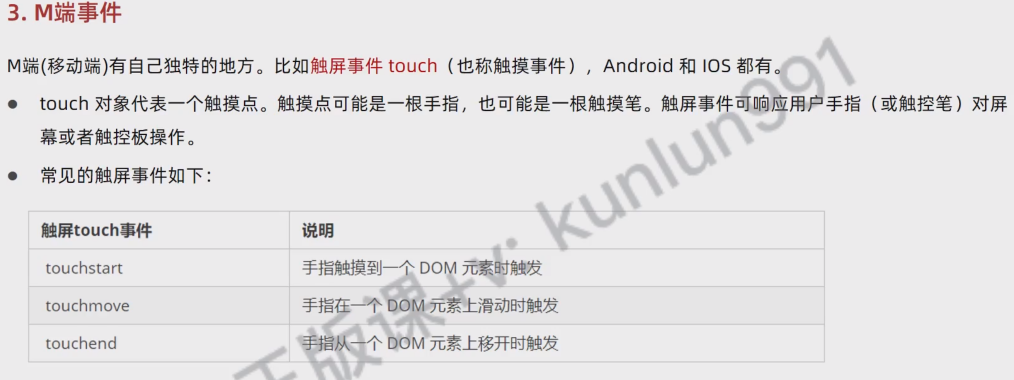 3. M端事件
M端(移动端)有自己独特的地方。比如触屏事件 touch（也称触摸事件），Android 和 IOS 都有。
● touch 对象代表一个触摸点。触摸点可能是一根手指，也可能是一根触摸笔。触屏事件可响应用户手指（或触控笔）对屏
幕或者触控板操作。
● 常见的触屏事件如下：
触屏touch事件 说明
touchstart 手指触摸到一个 DOM 元素时触发
touchmove 手指在一个 DOM 元素上滑动时触发
touchend 手指从一个 DOM 元素上移开时触发
正版课+v: kunlun991